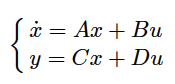 ẋ = Ax + Bu
y = Cx + Du